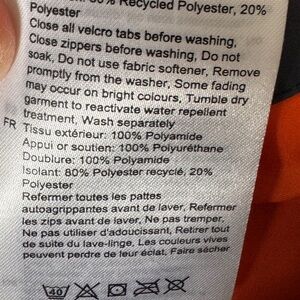 80% Recycled Polyester, 20%
Polyester
Close all velcro tabs before washing,
Close zippers before washing, Do not
soak, Do not use fabric softener, Remove
promptly from the washer, Some fading
may occur on bright colours, Tumble dry
garment to reactivate water repellent
treatment, Wash separately
FR Tissu extérieur: 100% Polyamide
Appui or soutien: 100% Polyuréthane
Doublure: 100% Polyamide
Isolant: 80% Polyester recyclé, 20%
Polyester
Refermer toutes les pattes
autoagrippantes avant de laver, Refermer
les zips avant de laver, Ne pas tremper,
Ne pas utiliser d'adoucissant, Retirer tout
de suite du lave-linge, Les couleurs vives
peuvent perdre de leur éclat, Faire sécher
40